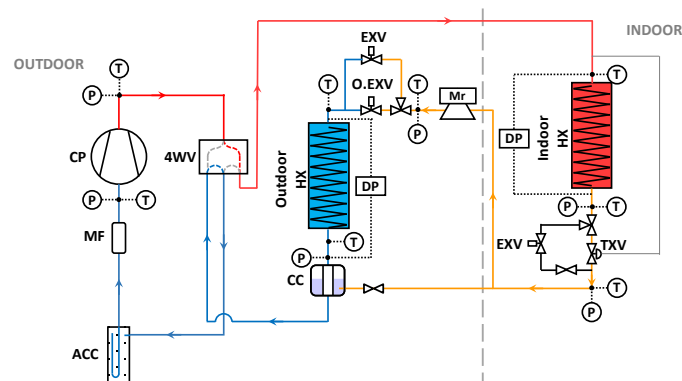 INDOOR
OUTDOOR
EXV
T
O.EXV
T
T
T
P
Mr
P
CP
4WV
Outdoor
HX
DP
DP
Indoor
HX
P
T
MF
P
T
EXV
TXV
T
P
CC
T
P
ACC